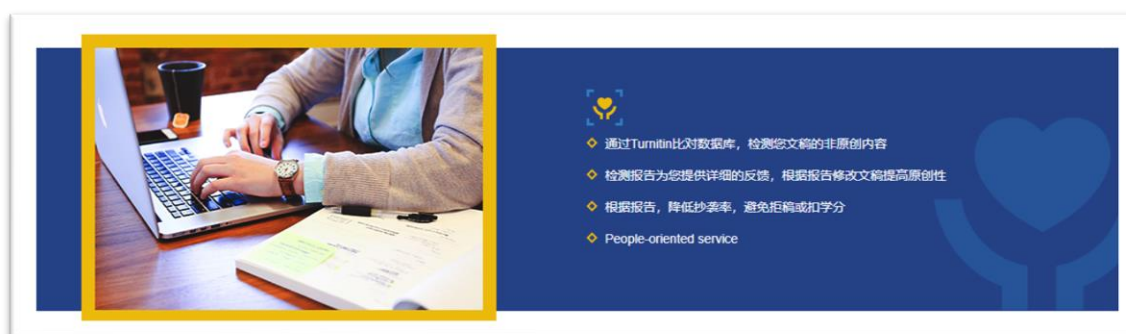 通过Turnitin比对数据库，检测您文稿的非原创内容
检测报告为您提供详细的反馈，根据报告修改文稿提高原创性
根据报告，降低抄袭率，避免拒稿或扣学分
People-oriented service